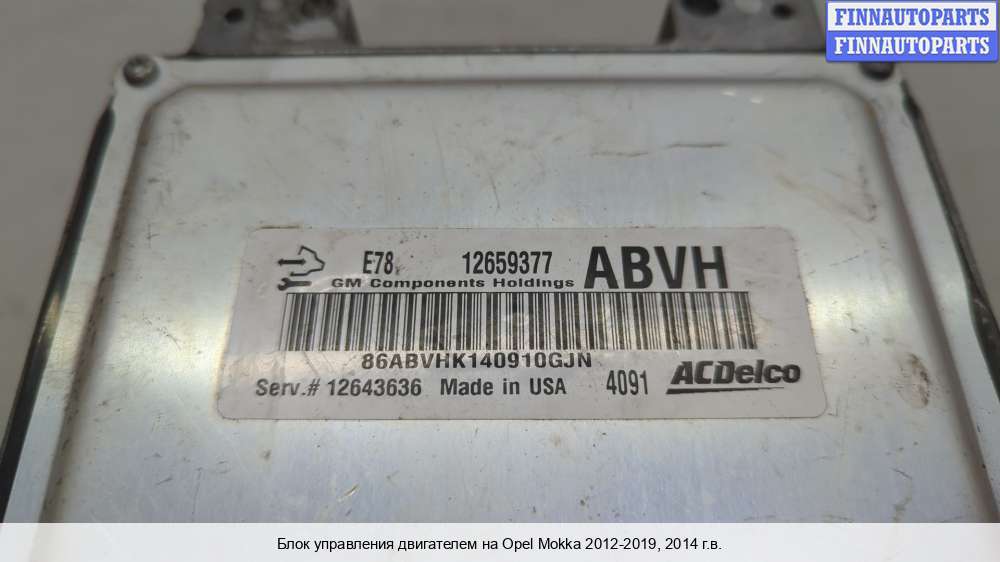 FINNAUTOPARTS
FINNAUTOPARTS
E78 12659377 ABVH
GM Components Holdings
86ABVHK140910GJN
Serv.# 12643636 Made in USA 4091 ACDelco
Блок управления двигателем на Opel Mokka 2012-2019, 2014 г.в.